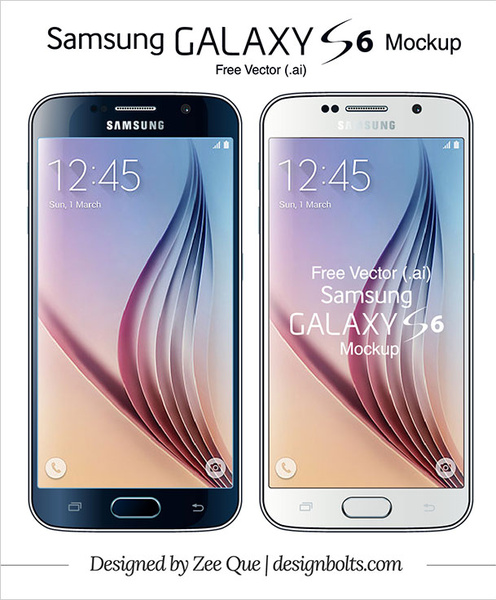 Samsung GALAXY S6 Mockup
Free Vector (.ai)
SAMSUNG
12:45
Sun, 1 March
SAMSUNG
12:45
Sun, 1 March
Free Vector (.ai)
Samsung
GALAXY S6
Mockup
Designed by Zee Que | designbolts.com